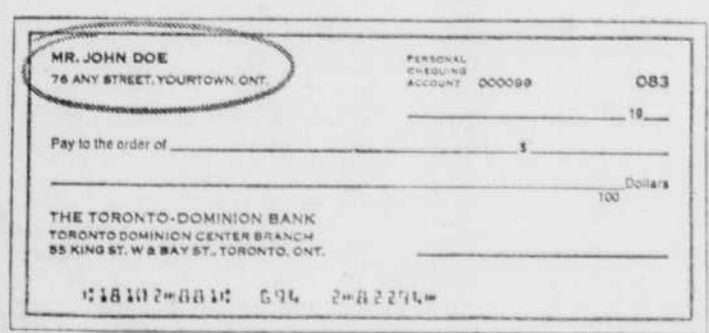 MR. JOHN DOE
76 ANY STREET, YOURTOWN, ONT.
PERSONAL
CHEQUING
ACCOUNT 000099 083
19
Pay to the order of $
Dollars
100
THE TORONTO-DOMINION BANK
TORONTO DOMINION CENTER BRANCH
55 KING ST. W & BAY ST., TORONTO, ONT.